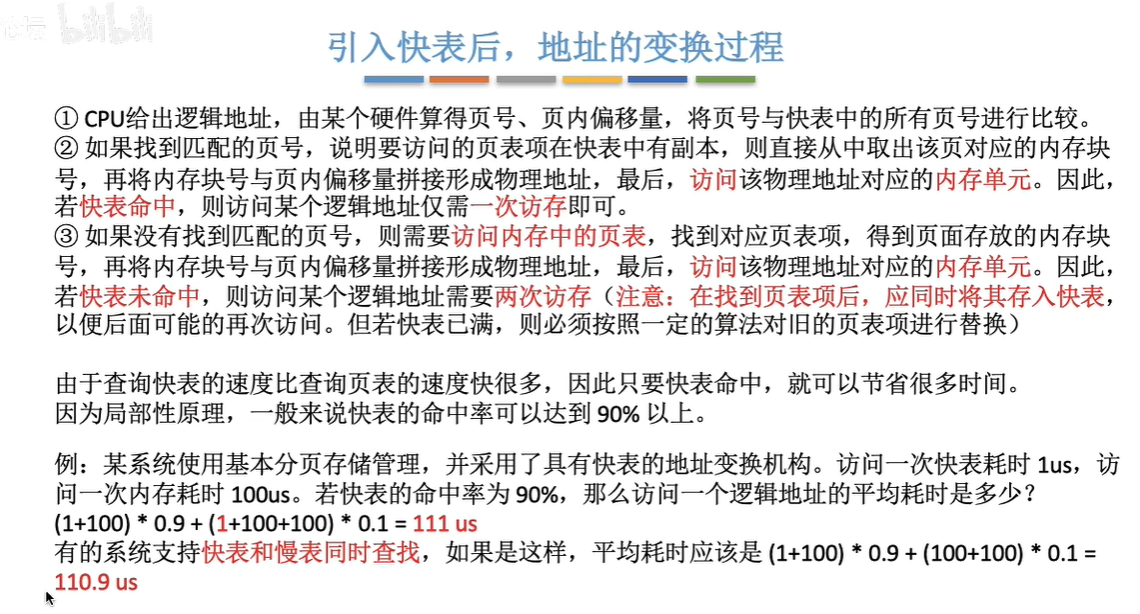 bilibili
引入快表后，地址的变换过程
① CPU给出逻辑地址，由某个硬件算得页号、页内偏移量，将页号与快表中的所有页号进行比较。
② 如果找到匹配的页号，说明要访问的页表项在快表中有副本，则直接从中取出该页对应的内存块
号，再将内存块号与页内偏移量拼接形成物理地址，最后，访问该物理地址对应的内存单元。因此，
若快表命中，则访问某个逻辑地址仅需一次访存即可。
③ 如果没有找到匹配的页号，则需要访问内存中的页表，找到对应页表项，得到页面存放的内存块
号，再将内存块号与页内偏移量拼接形成物理地址，最后，访问该物理地址对应的内存单元。因此，
若快表未命中，则访问某个逻辑地址需要两次访存（注意：在找到页表项后，应同时将其存入快表，
以便后面可能的再次访问。但若快表已满，则必须按照一定的算法对旧的页表项进行替换）
由于查询快表的速度比查询页表的速度快很多，因此只要快表命中，就可以节省很多时间。
因为局部性原理，一般来说快表的命中率可以达到 90% 以上。
例：某系统使用基本分页存储管理，并采用了具有快表的地址变换机构。访问一次快表耗时 1us，访
问一次内存耗时 100us。若快表的命中率为 90%，那么访问一个逻辑地址的平均耗时是多少？
(1+100) * 0.9 + (1+100+100) * 0.1 = 111 us
有的系统支持快表和慢表同时查找，如果是这样，平均耗时应该是 (1+100) * 0.9 + (100+100) * 0.1 =
110.9 us